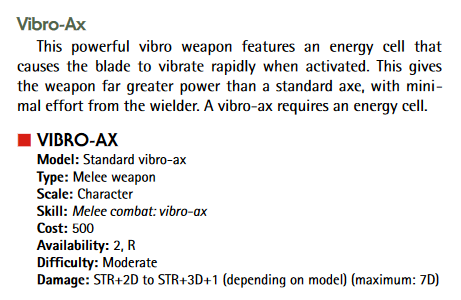 Vibro-Ax
This powerful vibro weapon features an energy cell that
causes the blade to vibrate rapidly when activated. This gives
the weapon far greater power than a standard axe, with mini-
mal effort from the wielder. A vibro-ax requires an energy cell.
VIBRO-AX
Model: Standard vibro-ax
Type: Melee weapon
Scale: Character
Skill: Melee combat: vibro-ax
Cost: 500
Availability: 2, R
Difficulty: Moderate
Damage: STR+2D to STR+3D+1 (depending on model) (maximum: 7D)